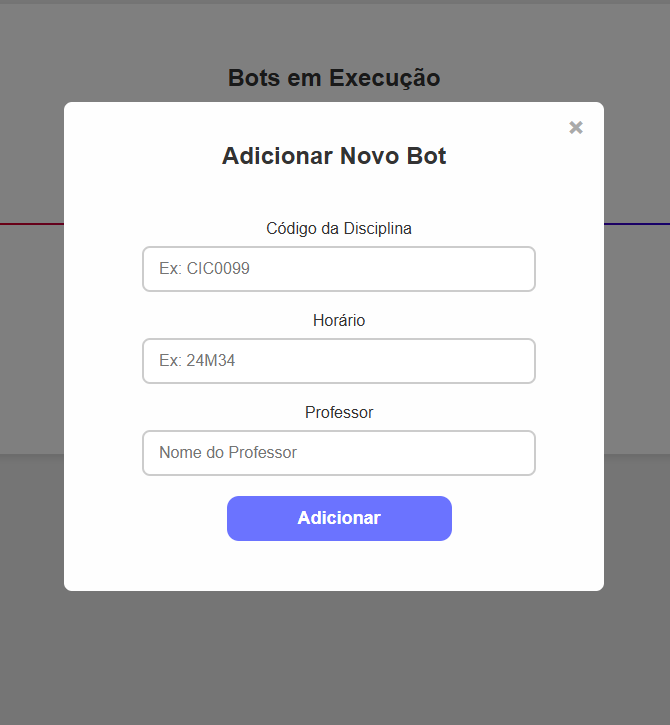 Bots em Execução
×
Adicionar Novo Bot
Código da Disciplina
Ex: CIC0099
Horário
Ex: 24M34
Professor
Nome do Professor
Adicionar